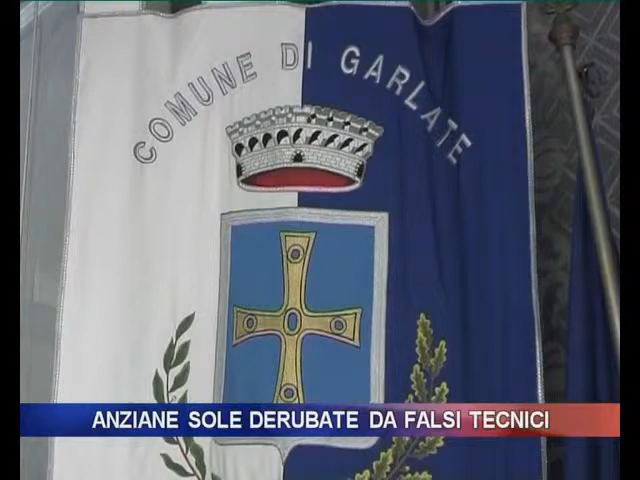 COMUNE DI GARLATE
ANZIANE SOLE DERUBATE DA FALSI TECNICI